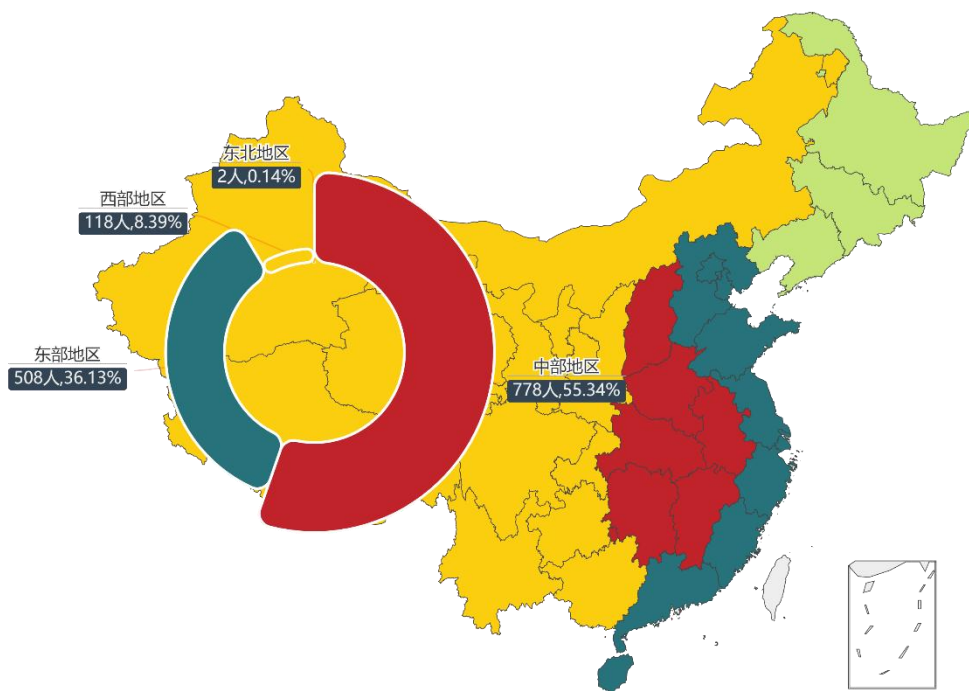 东北地区
2人,0.14%
西部地区
118人,8.39%
东部地区
508人,36.13%
中部地区
778人,55.34%